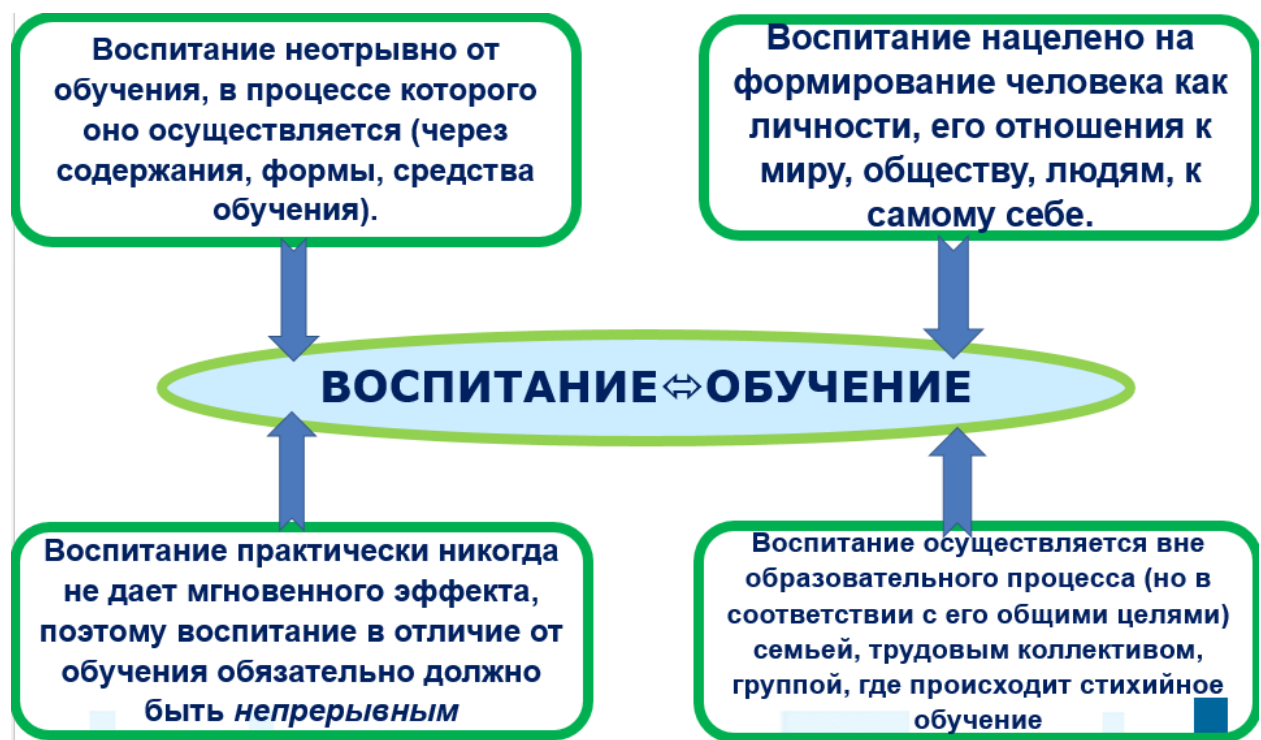 Воспитание неотрывно от
обучения, в процессе которого
оно осуществляется (через
содержания, формы, средства
обучения).
Воспитание нацелено на
формирование человека как
личности, его отношения к
миру, обществу, людям, к
самому себе.
ВОСПИТАНИЕ⇔ОБУЧЕНИЕ
Воспитание практически никогда
не дает мгновенного эффекта,
поэтому воспитание в отличие от
обучения обязательно должно
быть непрерывным
Воспитание осуществляется вне
образовательного процесса (но в
соответствии с его общими целями)
семьей, трудовым коллективом,
группой, где происходит стихийное
обучение